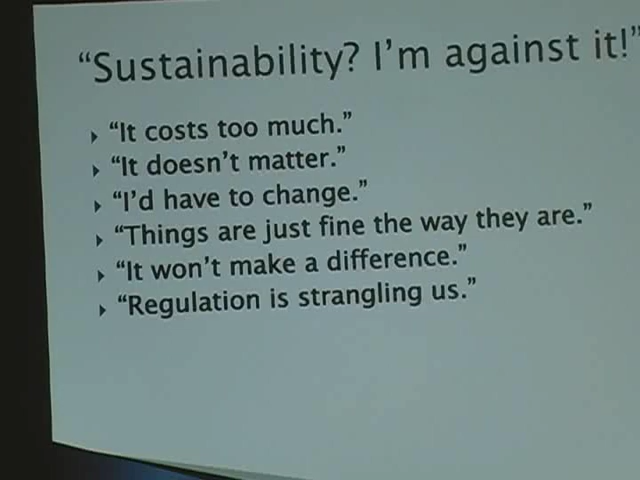 “Sustainability? I’m against it!”
“It costs too much.”
“It doesn’t matter.”
“I’d have to change.”
“Things are just fine the way they are.”
“It won’t make a difference.”
“Regulation is strangling us.”